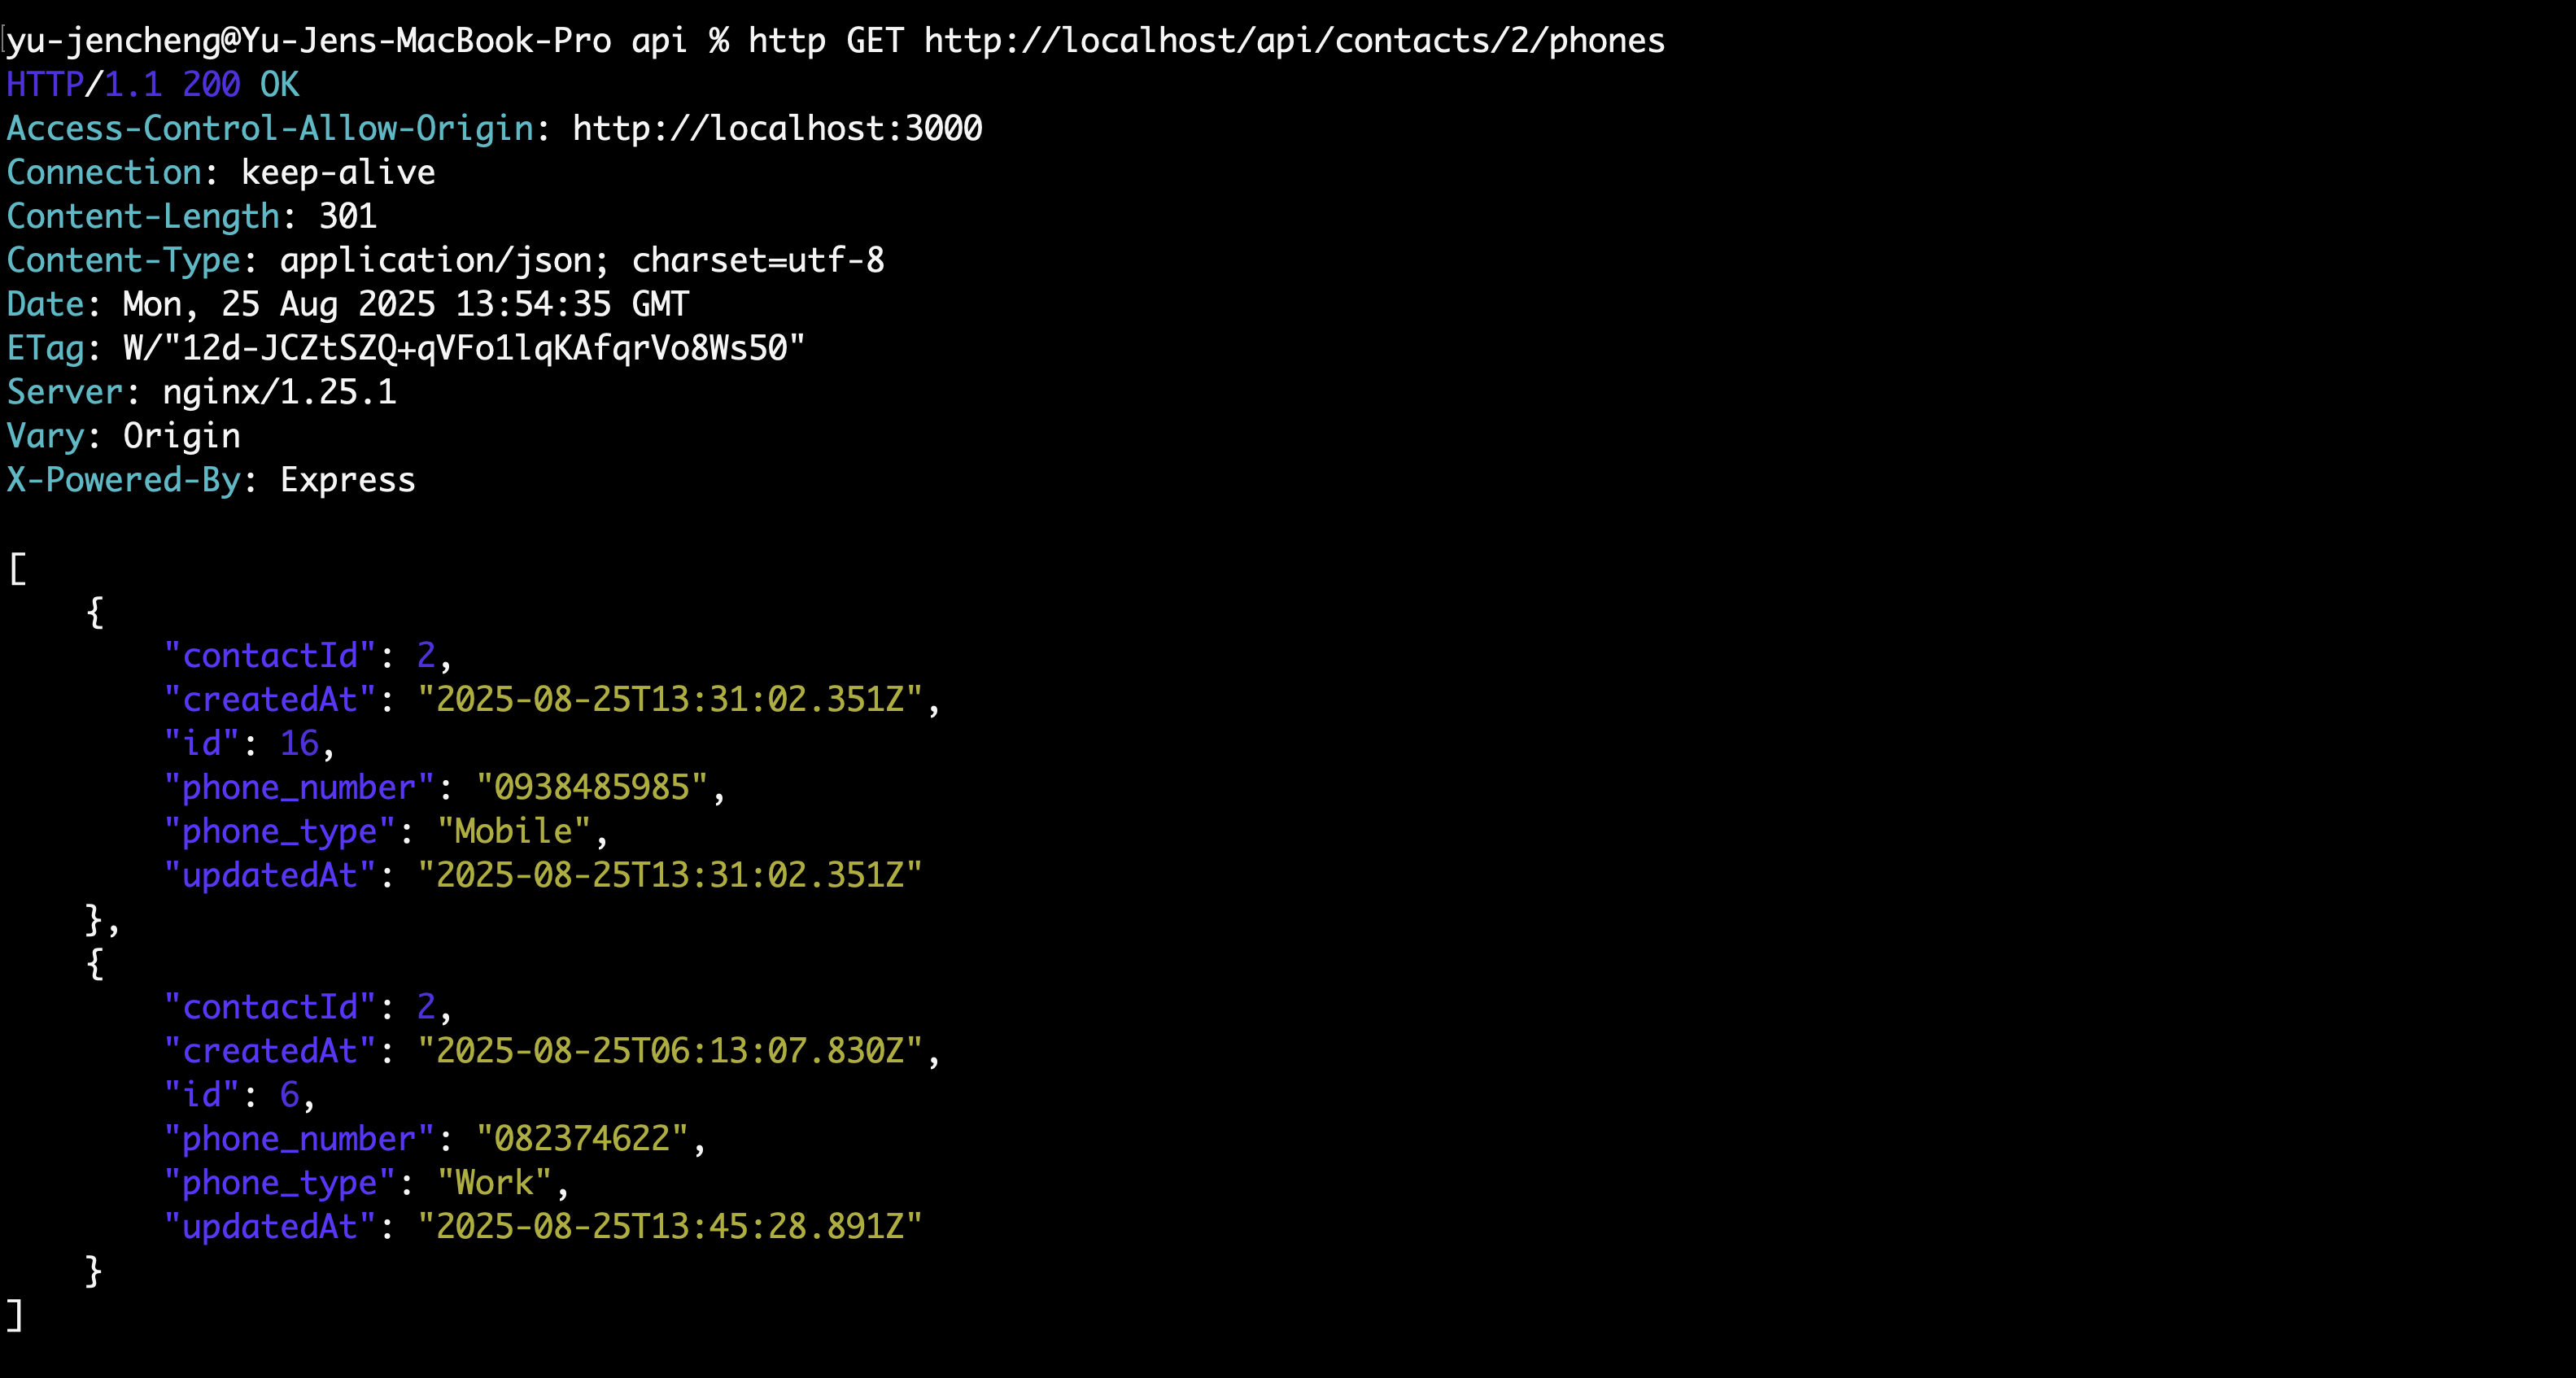 yu-jencheng@Yu-Jens-MacBook-Pro api % http GET http://localhost/api/contacts/2/phones
HTTP/1.1 200 OK
Access-Control-Allow-Origin: http://localhost:3000
Connection: keep-alive
Content-Length: 301
Content-Type: application/json; charset=utf-8
Date: Mon, 25 Aug 2025 13:54:35 GMT
ETag: W/"12d-JCZtSZQ+qVFo1lqKAfqrVo8Ws50"
Server: nginx/1.25.1
Vary: Origin
X-Powered-By: Express

[
    {
        "contactId": 2,
        "createdAt": "2025-08-25T13:31:02.351Z",
        "id": 16,
        "phone_number": "0938485985",
        "phone_type": "Mobile",
        "updatedAt": "2025-08-25T13:31:02.351Z"
    },
    {
        "contactId": 2,
        "createdAt": "2025-08-25T06:13:07.830Z",
        "id": 6,
        "phone_number": "082374622",
        "phone_type": "Work",
        "updatedAt": "2025-08-25T13:45:28.891Z"
    }
]